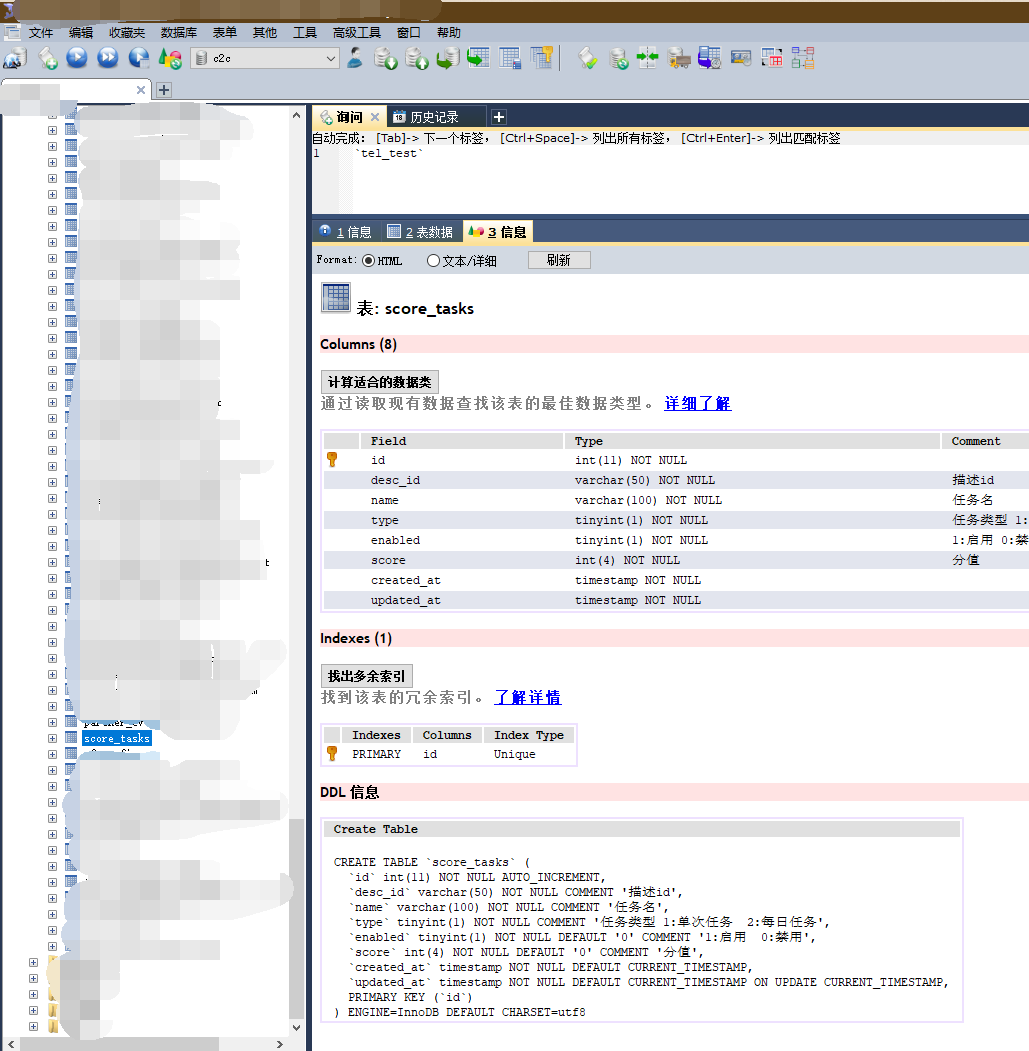 文件 编辑 收藏夹 数据库 表单 其他 工具 高级工具 窗口 帮助
c2c
score_tasks
询问 历史记录
自动完成: [Tab]-> 下一个标签, [Ctrl+Space]-> 列出所有标签, [Ctrl+Enter]-> 列出匹配标签
1 `tel_test`
1 信息 2 表数据 3 信息
Format: HTML 文本/详细 刷新
表: score_tasks
Columns (8)
计算适合的数据类
通过读取现有数据查找该表的最佳数据类型。 详细了解
Field Type Comment
id int(11) NOT NULL
desc_id varchar(50) NOT NULL 描述id
name varchar(100) NOT NULL 任务名
type tinyint(1) NOT NULL 任务类型 1:
enabled tinyint(1) NOT NULL 1:启用 0:禁
score int(4) NOT NULL 分值
created_at timestamp NOT NULL
updated_at timestamp NOT NULL
Indexes (1)
找出多余索引
找到该表的冗余索引。 了解详情
Indexes Columns Index Type
PRIMARY id Unique
DDL 信息
Create Table
CREATE TABLE `score_tasks` (
`id` int(11) NOT NULL AUTO_INCREMENT,
`desc_id` varchar(50) NOT NULL COMMENT '描述id',
`name` varchar(100) NOT NULL COMMENT '任务名',
`type` tinyint(1) NOT NULL COMMENT '任务类型 1:单次任务  2:每日任务',
`enabled` tinyint(1) NOT NULL DEFAULT '0' COMMENT '1:启用  0:禁用',
`score` int(4) NOT NULL DEFAULT '0' COMMENT '分值',
`created_at` timestamp NOT NULL DEFAULT CURRENT_TIMESTAMP,
`updated_at` timestamp NOT NULL DEFAULT CURRENT_TIMESTAMP ON UPDATE CURRENT_TIMESTAMP,
PRIMARY KEY (`id`)
) ENGINE=InnoDB DEFAULT CHARSET=utf8